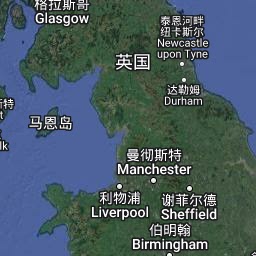 格拉斯哥
Glasgow
泰恩河畔
纽卡斯尔
Newcastle
upon Tyne
英国
达勒姆
Durham
马恩岛
曼彻斯特
Manchester
利物浦
Liverpool
谢菲尔德
Sheffield
伯明翰
Birmingham